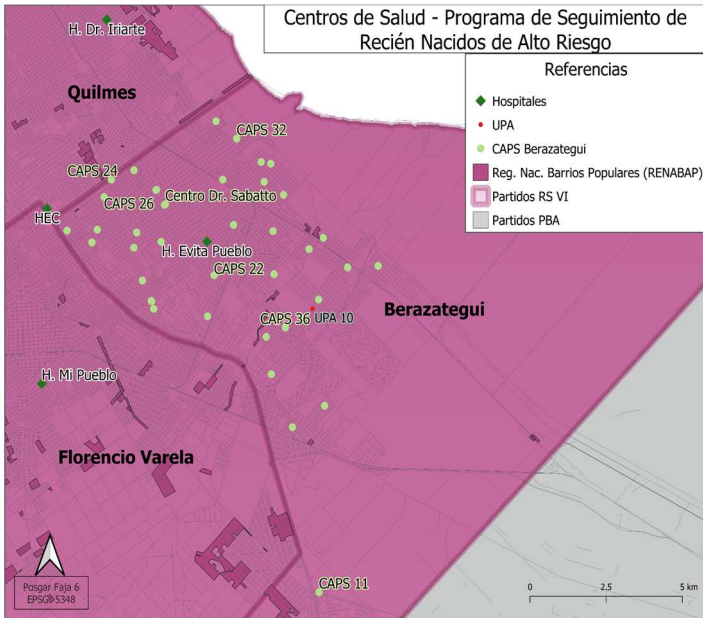 Centros de Salud - Programa de Seguimiento de
Recién Nacidos de Alto Riesgo
Referencias
Hospitales
UPA
CAPS Berazategui
Reg. Nac. Barrios Populares (RENABAP)
Partidos RS VI
Partidos PBA
H. Dr. Iriarte
Quilmes
CAPS 32
CAPS 24
CAPS 26
Centro Dr. Sabatto
HEC
H. Evita Pueblo
CAPS 22
CAPS 36
UPA 10
Berazategui
H. Mi Pueblo
Florencio Varela
CAPS 11
Posgar Faja 6
EPSG:5348
0 2.5 5 km